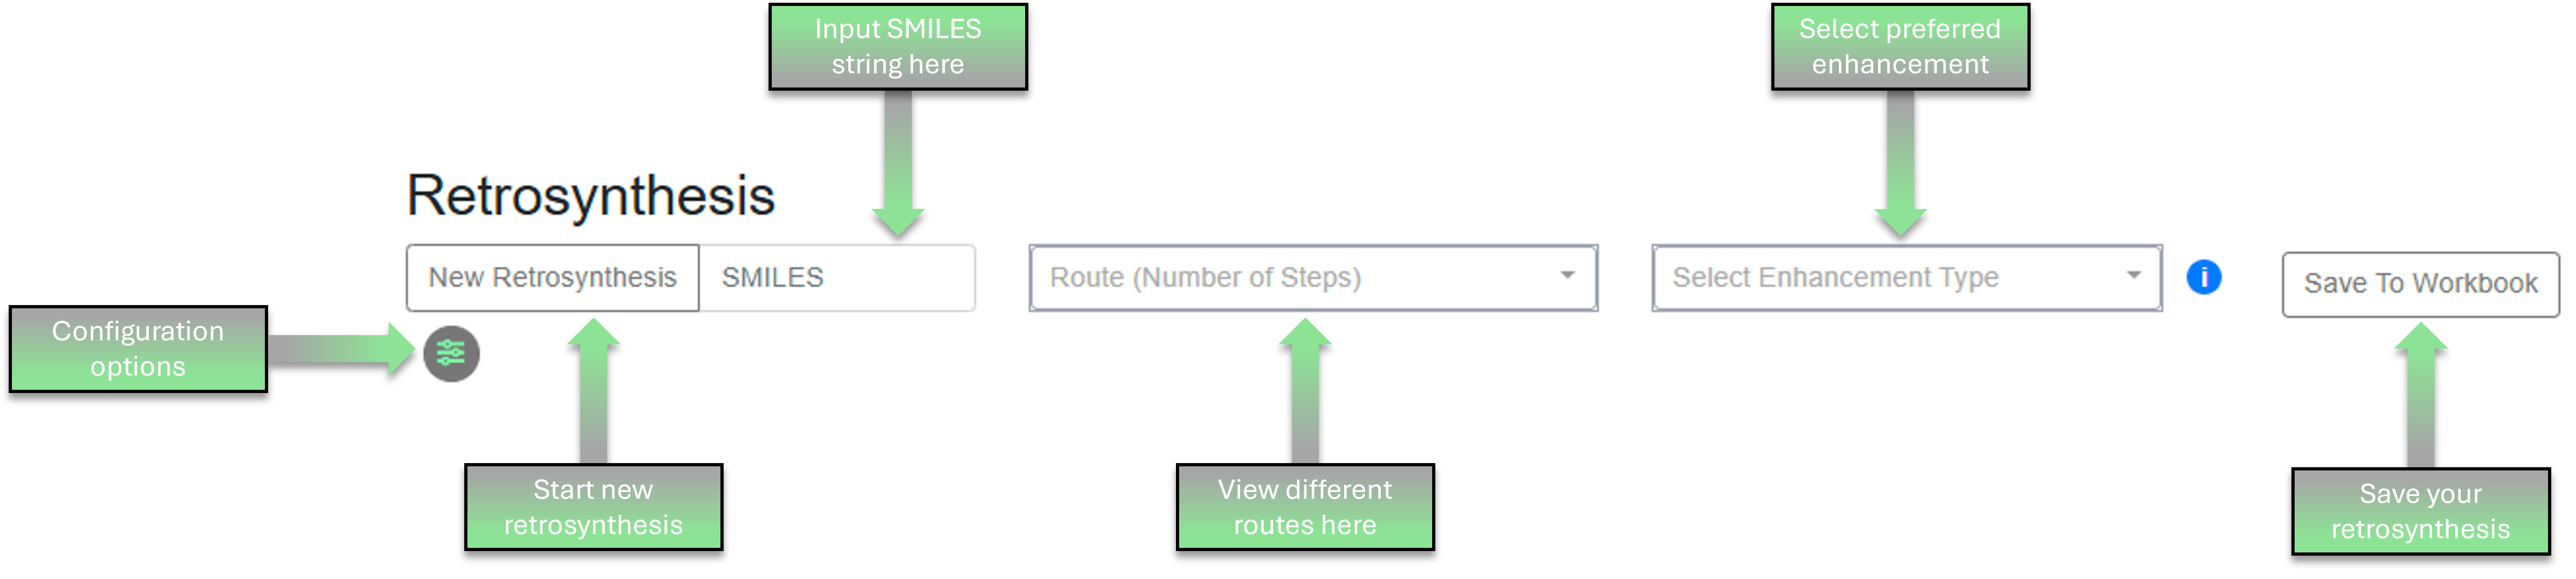 Input SMILES
string here
Select preferred
enhancement
Retrosynthesis
New Retrosynthesis
SMILES
Route (Number of Steps)
Select Enhancement Type
i
Save To Workbook
Configuration
options
Start new
retrosynthesis
View different
routes here
Save your
retrosynthesis